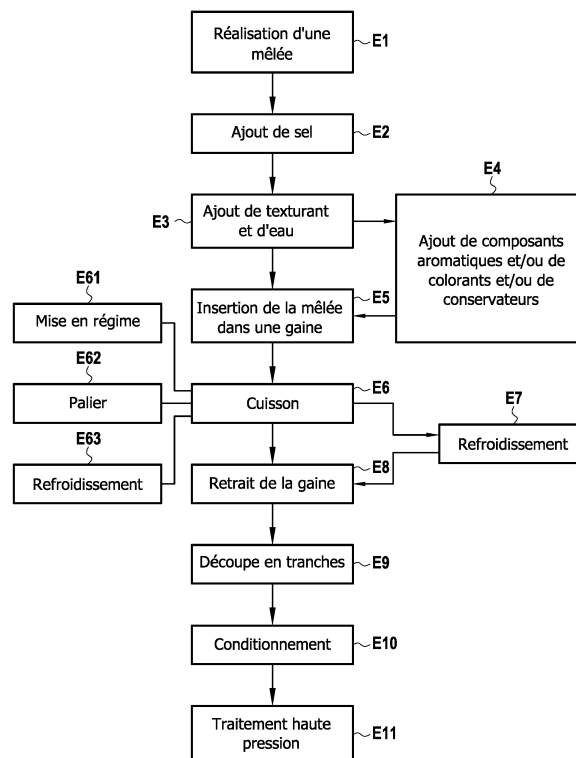 Réalisation d'une
mêlée
E1
Ajout de sel
E2
E4
E3
Ajout de texturant
et d'eau
Ajout de composants
aromatiques et/ou de
colorants et/ou de
conservateurs
E61
Mise en régime
Insertion de la mêlée
dans une gaine
E5
E62
Palier
Cuisson
E6
E7
Refroidissement
E63
Refroidissement
Retrait de la gaine
E8
Découpe en tranches
E9
Conditionnement
E10
Traitement haute
pression
E11